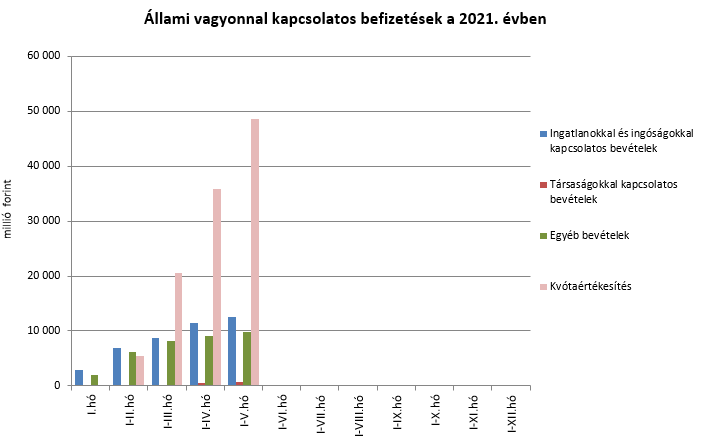 Állami vagyonnal kapcsolatos befizetések a 2021. évben
60 000
50 000
40 000
30 000
20 000
10 000
0
millió forint
I.hó
I-II.hó
I-III.hó
I-IV.hó
I-V.hó
I-VI.hó
I-VII.hó
I-VIII.hó
I-IX.hó
I-X.hó
I-XI.hó
I-XII.hó
Ingatlanokkal és ingóságokkal
kapcsolatos bevételek
Társaságokkal kapcsolatos
bevételek
Egyéb bevételek
Kvótaértékesítés